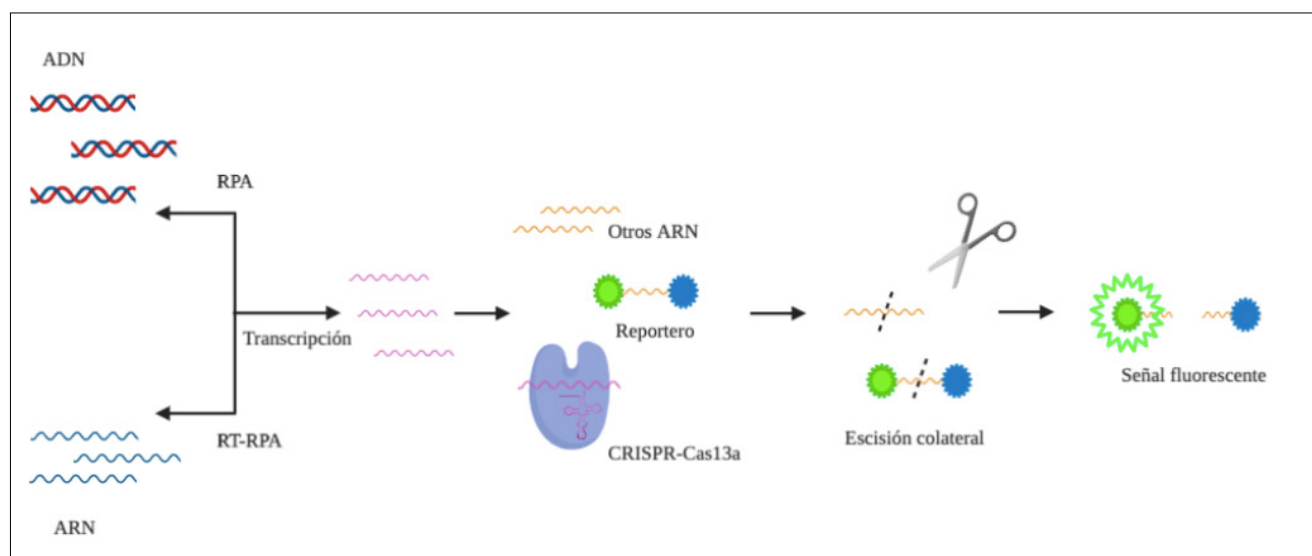 ADN
RPA
Transcripción
RT-RPA
ARN
Otros ARN
Reportero
CRISPR-Cas13a
Escisión colateral
Señal fluorescente